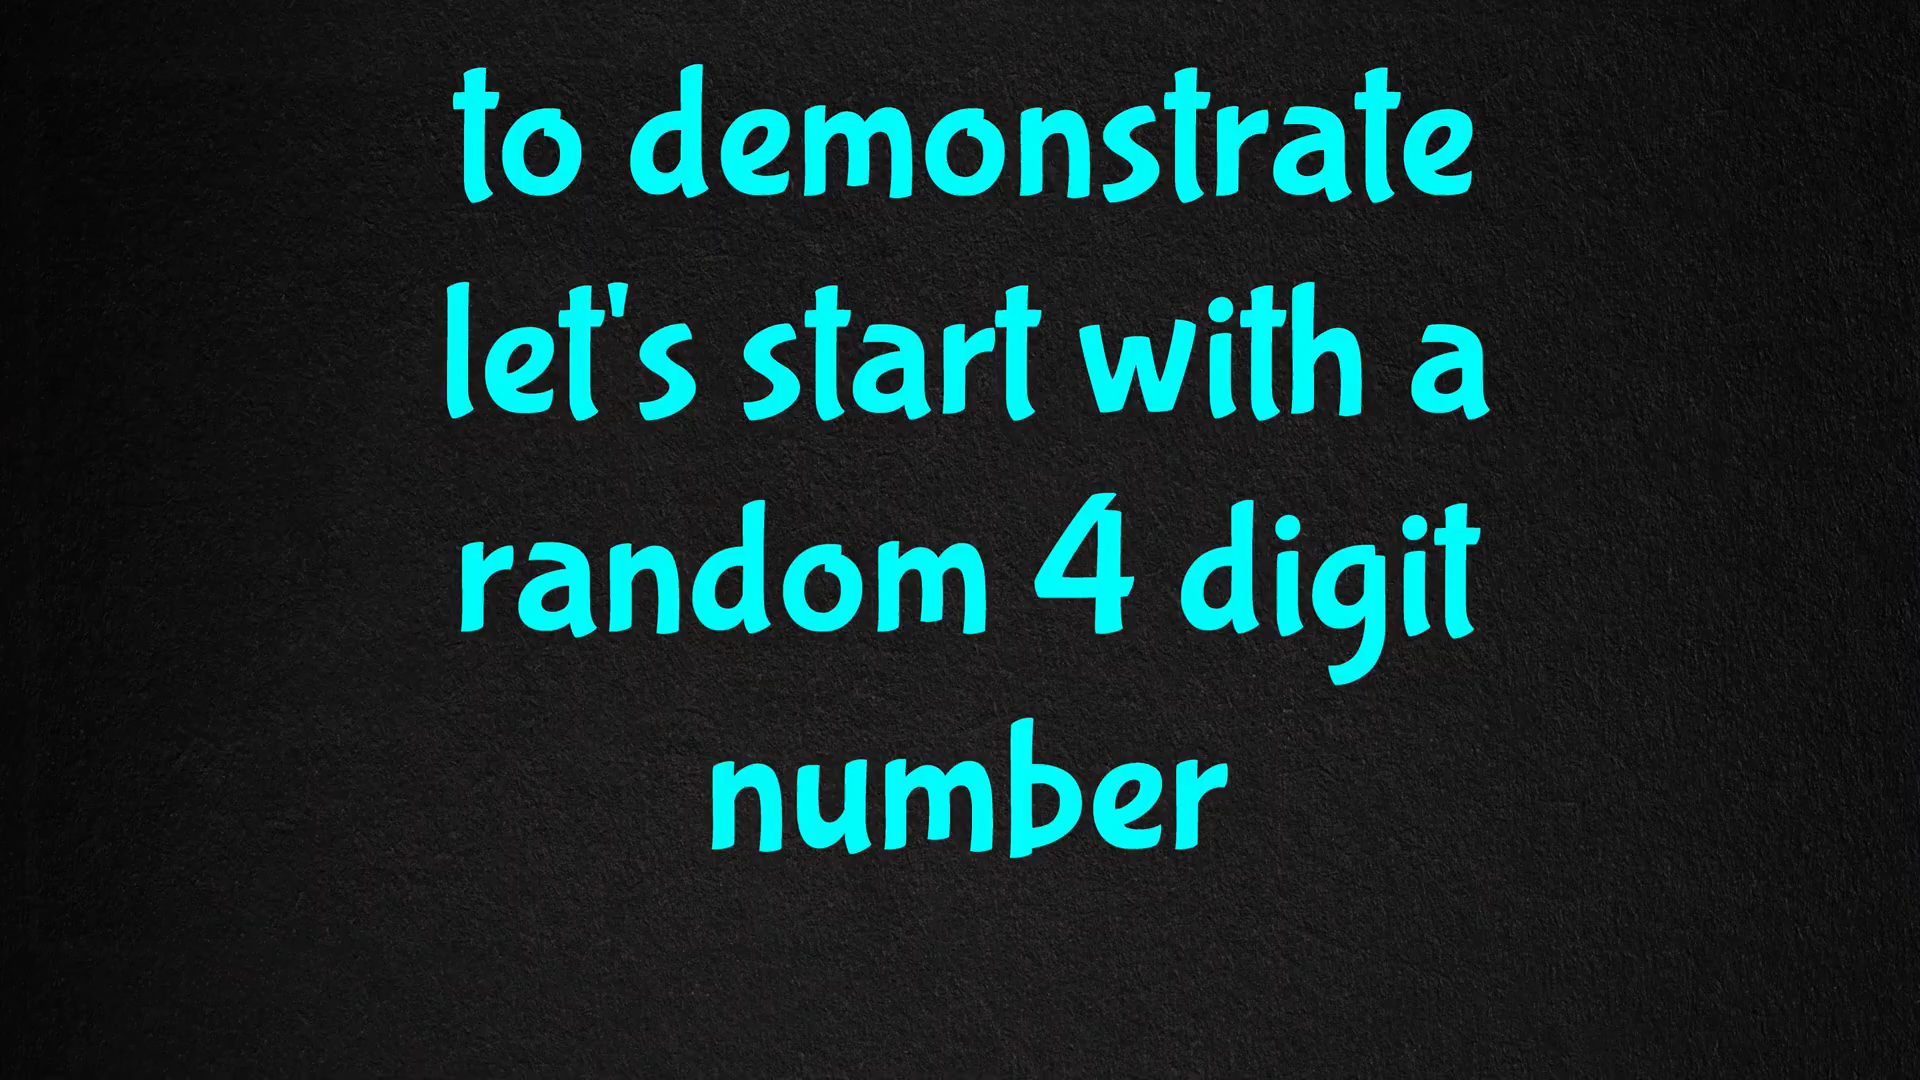 to demonstrate
let's start with a
random 4 digit
number